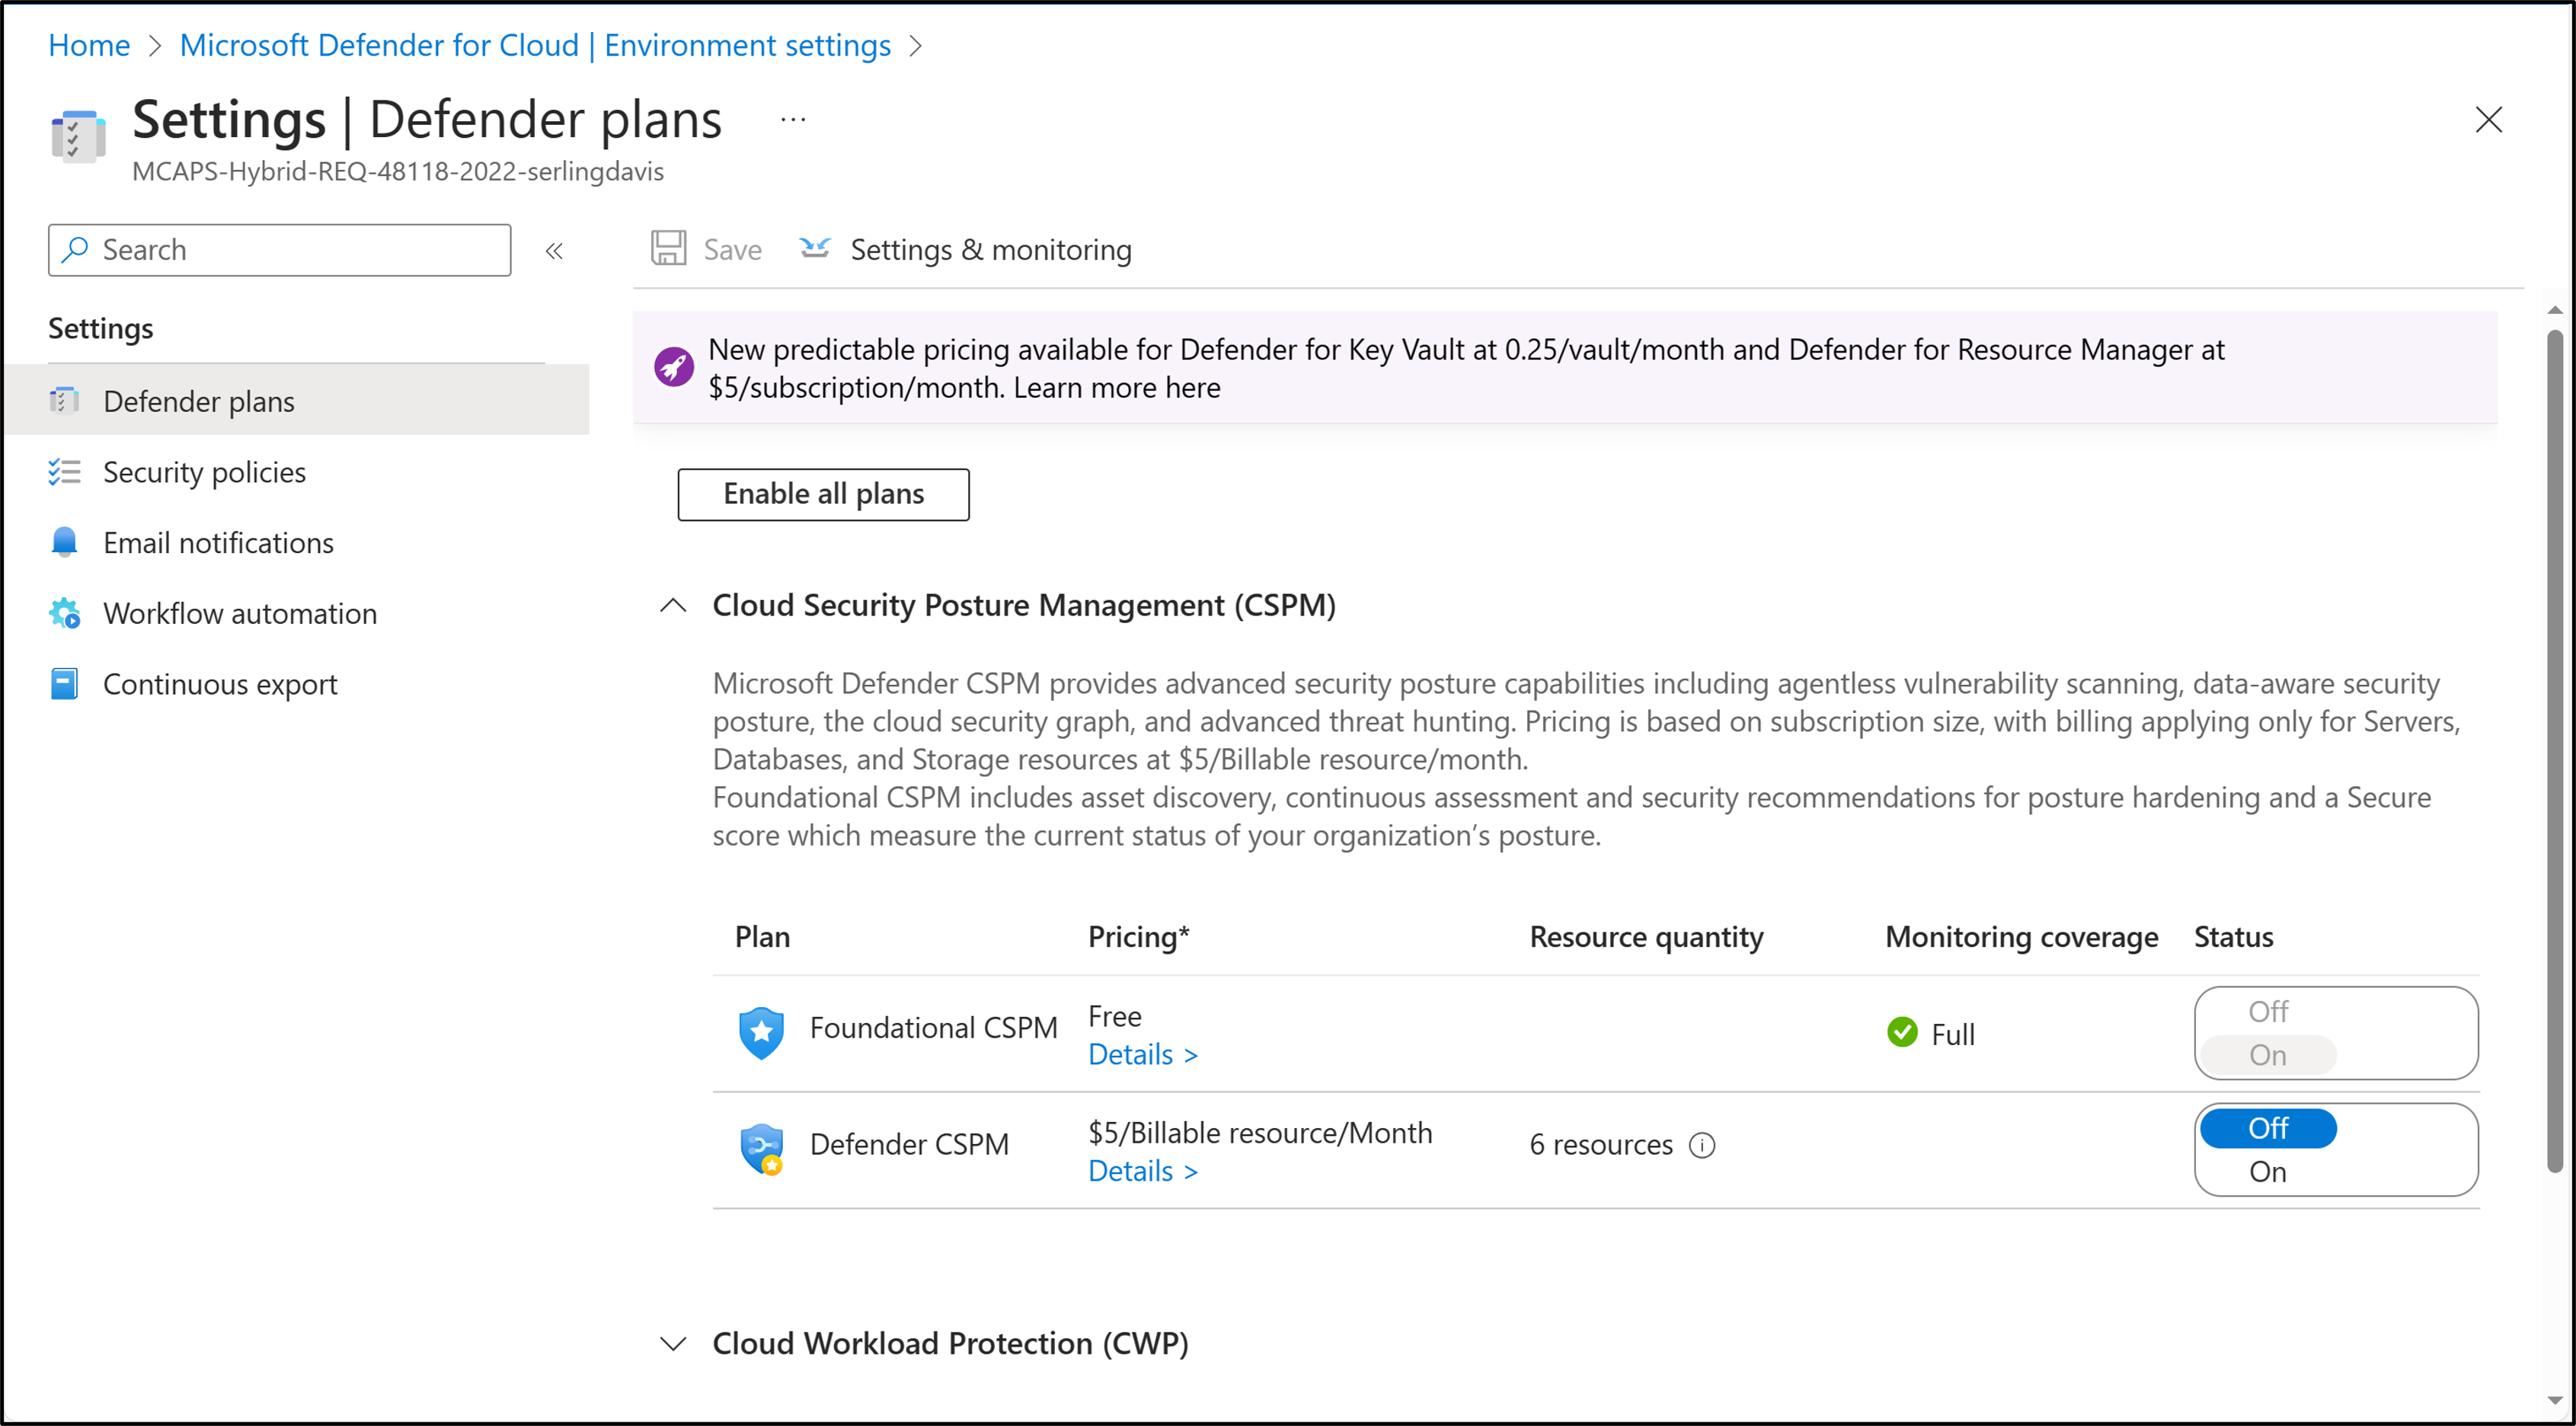 Home > Microsoft Defender for Cloud | Environment settings >
Settings | Defender plans ...
MCAPS-Hybrid-REQ-48118-2022-serlingdavis
Search
Settings
Defender plans
Security policies
Email notifications
Workflow automation
Continuous export
Save Settings & monitoring
New predictable pricing available for Defender for Key Vault at 0.25/vault/month and Defender for Resource Manager at
$5/subscription/month. Learn more here
Enable all plans
Cloud Security Posture Management (CSPM)
Microsoft Defender CSPM provides advanced security posture capabilities including agentless vulnerability scanning, data-aware security
posture, the cloud security graph, and advanced threat hunting. Pricing is based on subscription size, with billing applying only for Servers,
Databases, and Storage resources at $5/Billable resource/month.
Foundational CSPM includes asset discovery, continuous assessment and security recommendations for posture hardening and a Secure
score which measure the current status of your organization’s posture.
Plan Pricing* Resource quantity Monitoring coverage Status
Foundational CSPM
Free
Details >
Full
Off
On
Defender CSPM
$5/Billable resource/Month
Details >
6 resources
Off
On
Cloud Workload Protection (CWP)